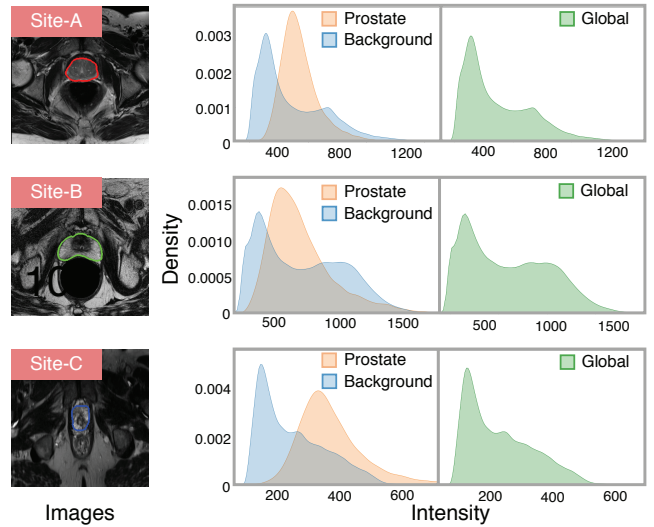 Site-A
Prostate
Background
Global
0.003
0.002
0.001
0
400 800 1200
400 800 1200
Site-B
10
Prostate
Background
Global
Density
0.0015
0.0010
0.0005
0
500 1000 1500
500 1000 1500
Site-C
Prostate
Background
Global
0.004
0.002
0
200 400 600
200 400 600
Images
Intensity